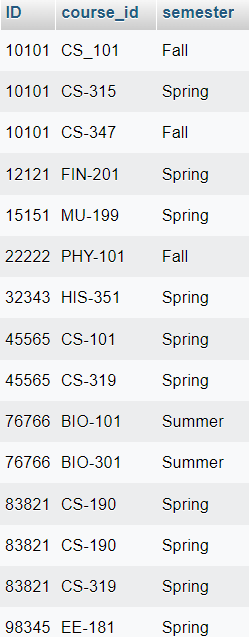 ID course_id semester
10101 CS_101 Fall
10101 CS-315 Spring
10101 CS-347 Fall
12121 FIN-201 Spring
15151 MU-199 Spring
22222 PHY-101 Fall
32343 HIS-351 Spring
45565 CS-101 Spring
45565 CS-319 Spring
76766 BIO-101 Summer
76766 BIO-301 Summer
83821 CS-190 Spring
83821 CS-190 Spring
83821 CS-319 Spring
98345 EE-181 Spring